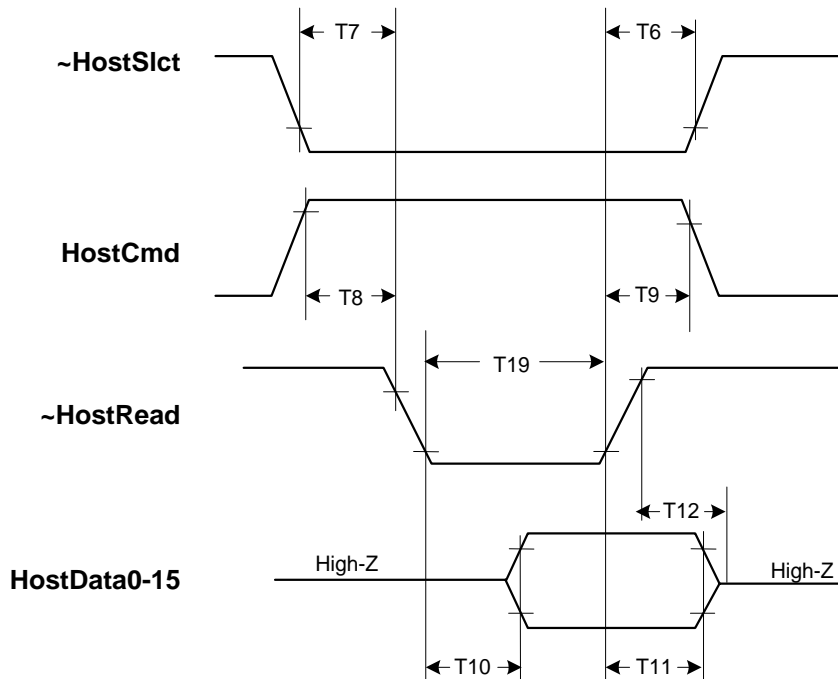 T7
T6
~HostSlct
HostCmd
T8
T9
T19
~HostRead
T12
High-Z
High-Z
HostData0-15
T10
T11